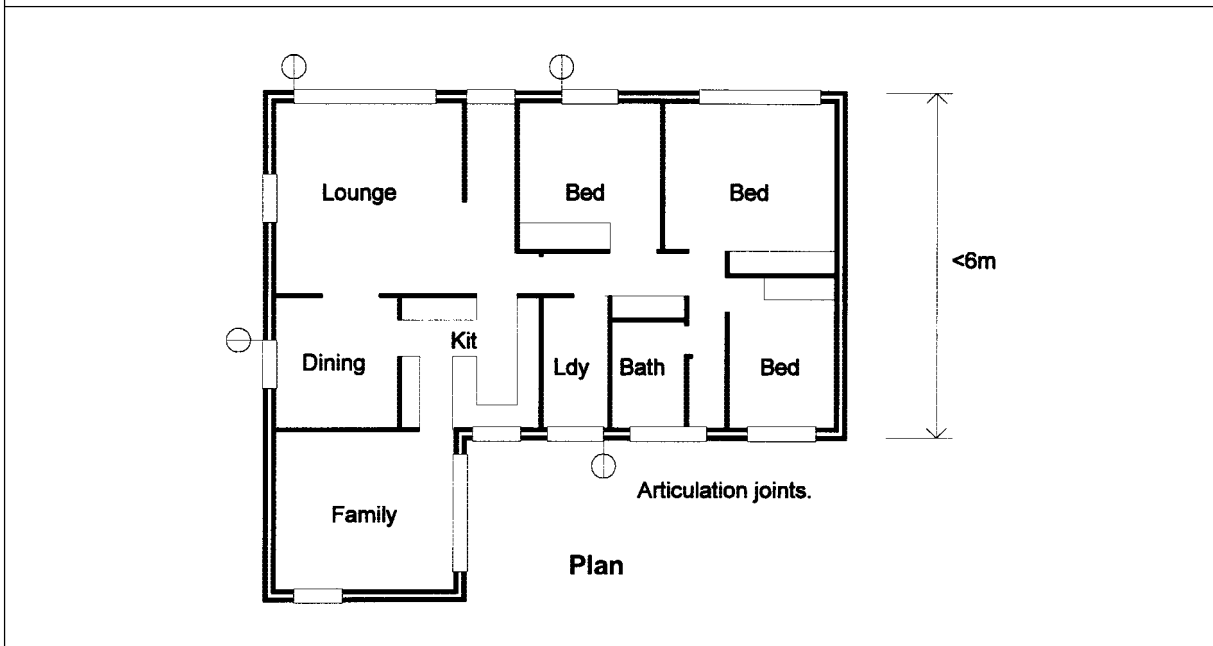 Lounge
Bed
Bed
<6m
Dining
Kit
Ldy
Bath
Bed
Family
Articulation joints.
Plan